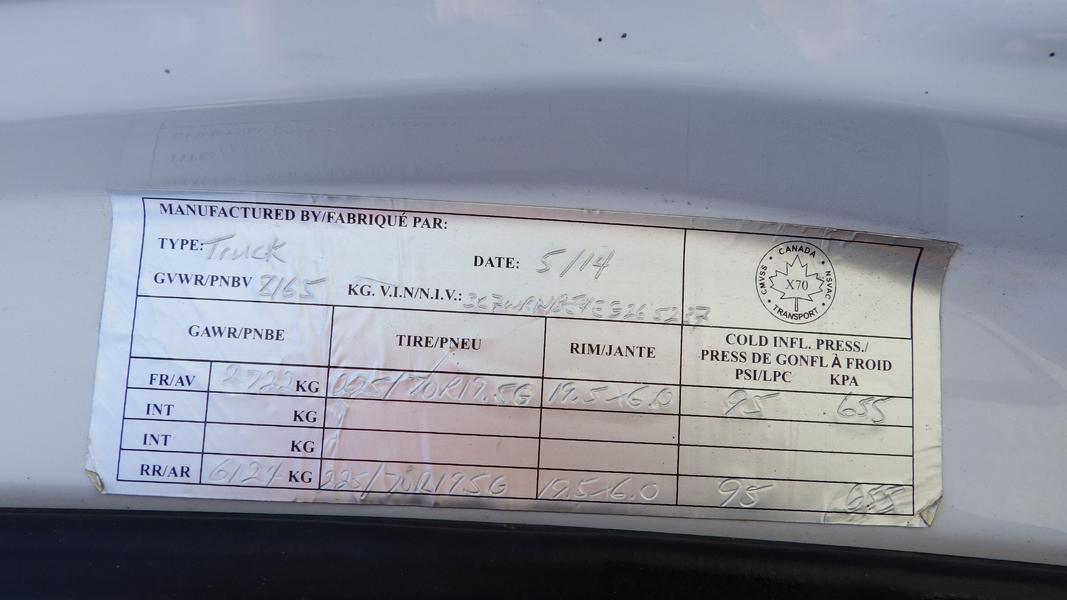 MANUFACTURED BY/FABRIQUÉ PAR:
TYPE: Truck
DATE: 5/14
GVWR/PNBV 8165 KG. V.I.N/N.I.V.:
CANADA
CMVSS NSVAC
X70
TRANSPORT
GAWR/PNBE TIRE/PNEU RIM/JANTE COLD INFL. PRESS./
PRESS DE GONFL À FROID
PSI/LPC KPA
FR/AV 2722 KG 225/70R19.5G 19.5x6.0 95 655
INT KG
INT KG
RR/AR 6124 KG 225/70R19.5G 19.5x6.0 95 655